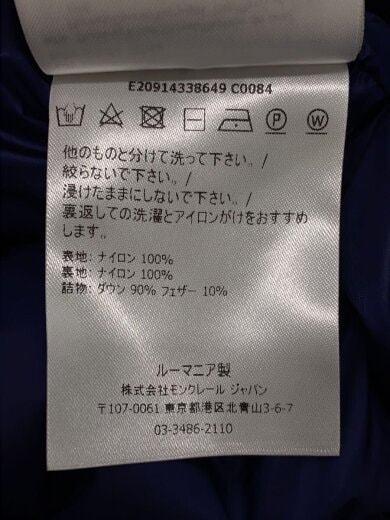 E20914338649 C0084
P W
他のものと分けて洗って下さい。/
絞らないで下さい。/
浸けたままにしないで下さい。/
裏返しての洗濯とアイロンがけをおすすめ
します。
表地: ナイロン 100%
裏地: ナイロン 100%
詰物: ダウン 90% フェザー 10%
ルーマニア製
株式会社モンクレール ジャパン
〒107-0061 東京都港区北青山3-6-7
03-3486-2110